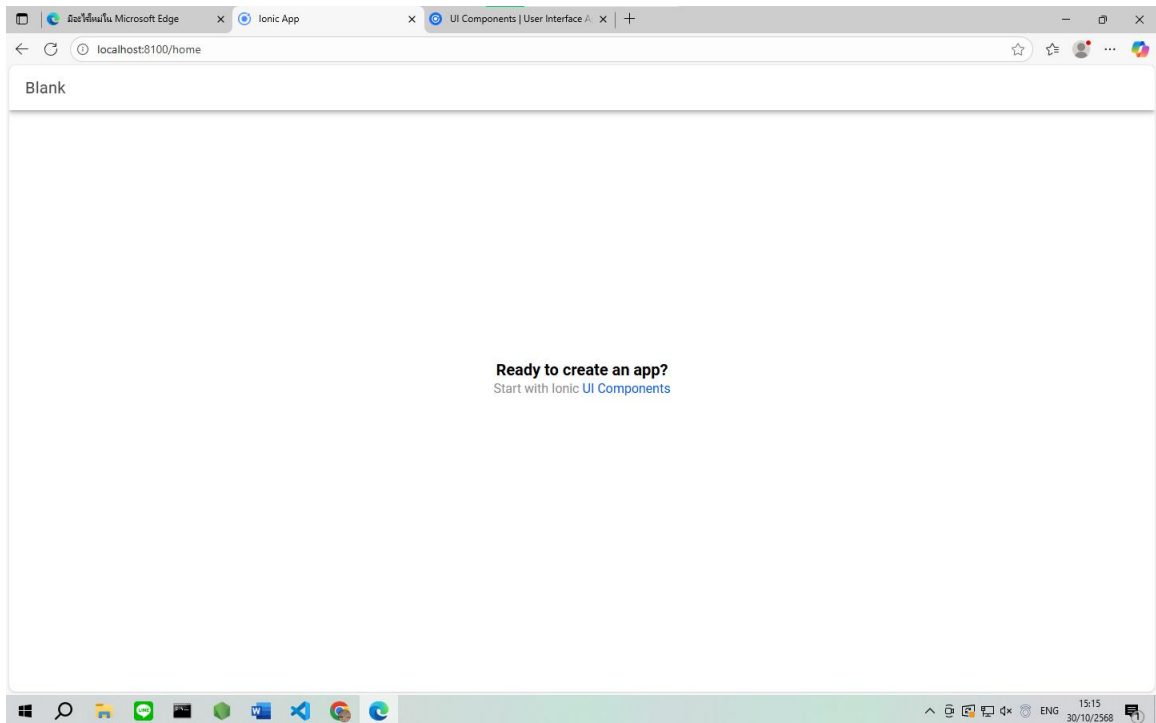 มีอะไรใหม่ใน Microsoft Edge
Ionic App
UI Components | User Interface A
localhost:8100/home
Blank
Ready to create an app?
Start with Ionic UI Components
ENG
15:15
30/10/2568